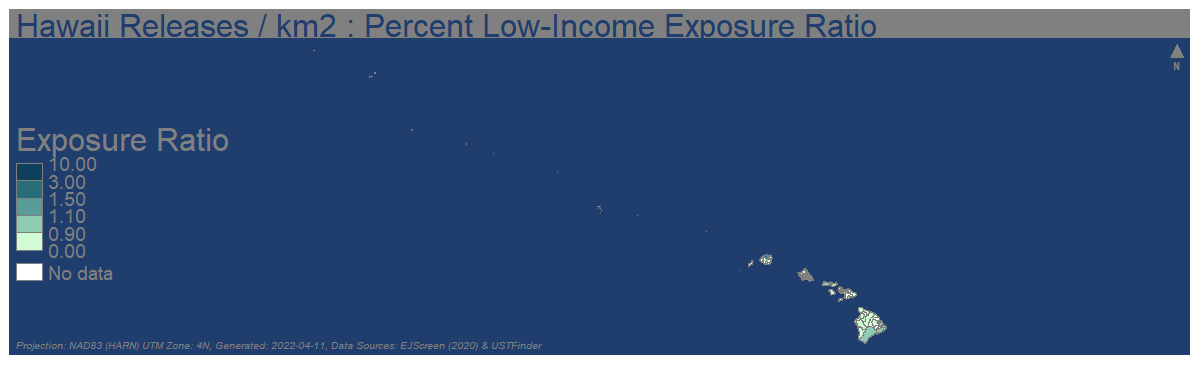 Hawaii Releases / km2 : Percent Low-Income Exposure Ratio
N
Exposure Ratio
10.00
3.00
1.50
1.10
0.90
0.00
No data
Projection: NAD83 (HARN) UTM Zone: 4N, Generated: 2022-04-11, Data Sources: EJScreen (2020) & USTFinder